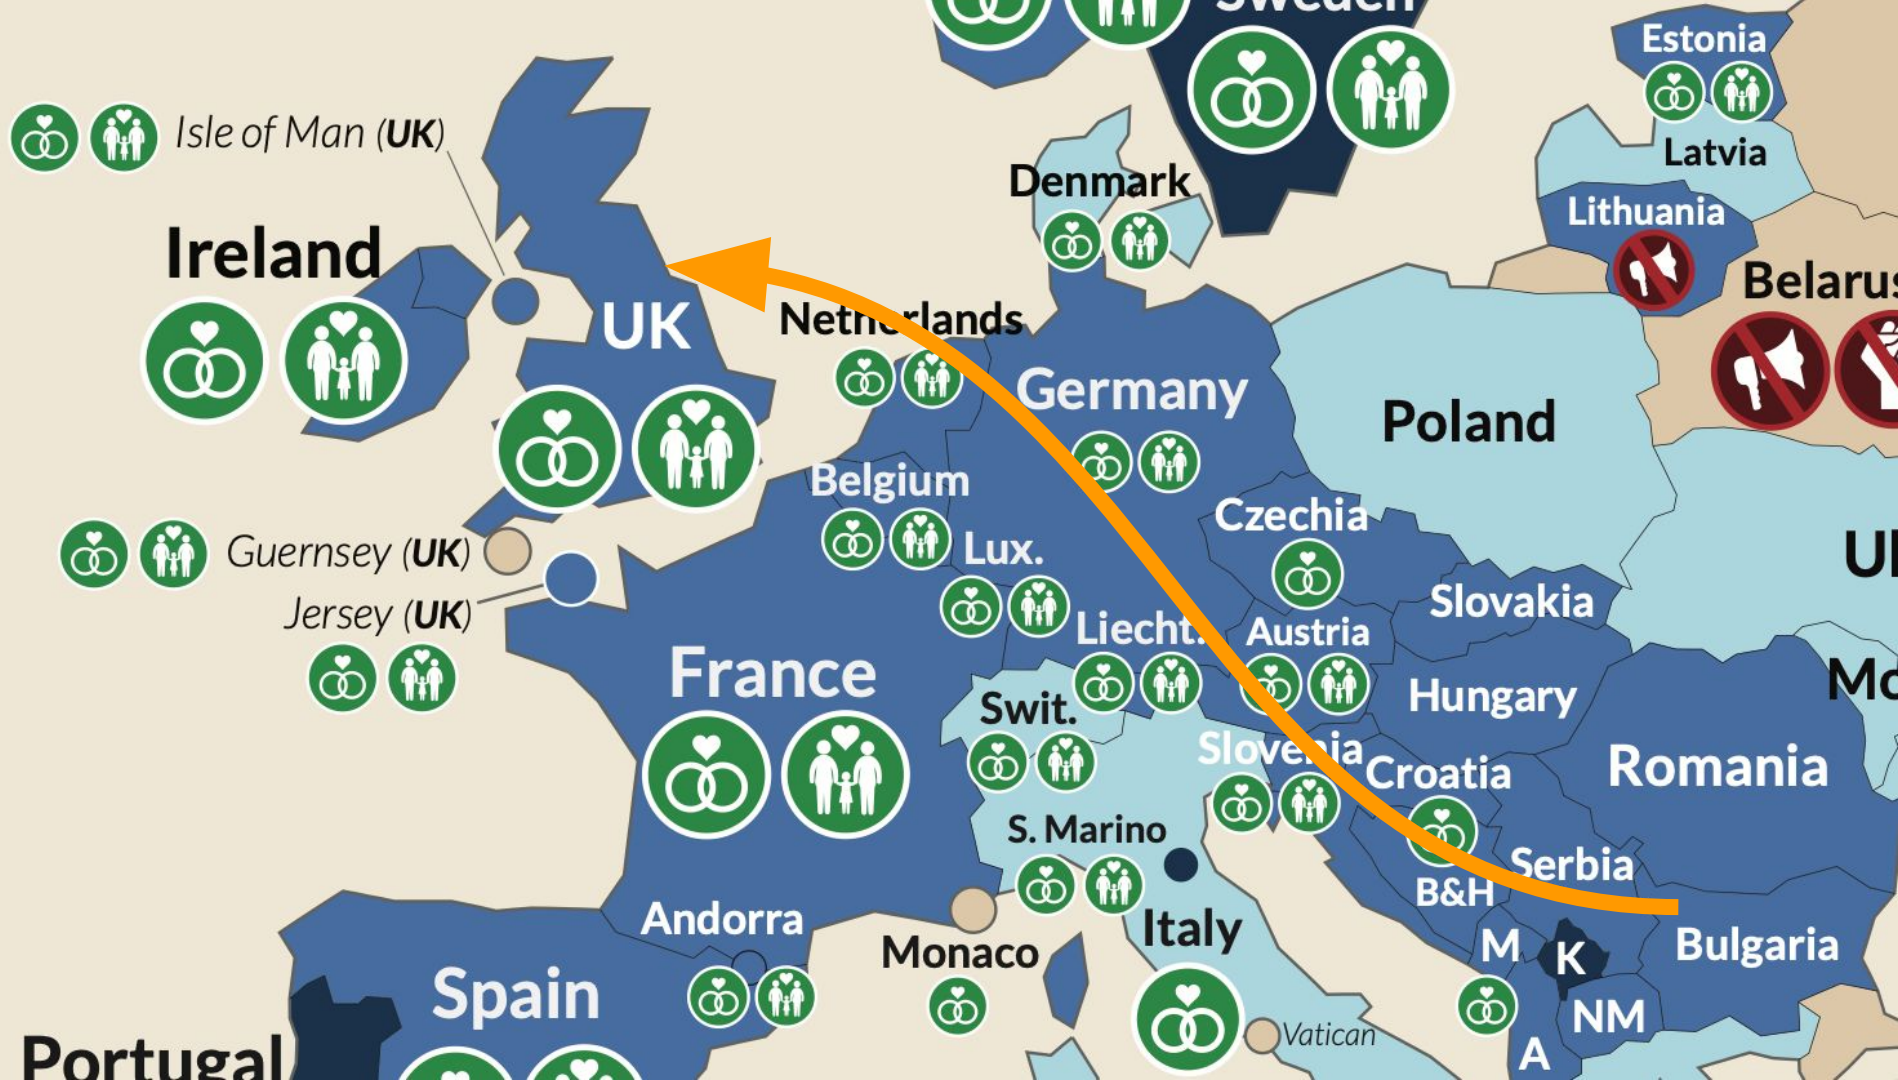 Sweden
Estonia
Isle of Man (UK)
Latvia
Denmark
Lithuania
Ireland
Belarus
UK
Netherlands
Germany
Poland
Belgium
Czechia
Guernsey (UK)
Lux.
Jersey (UK)
Slovakia
Liecht.
Austria
France
Swit.
Hungary
Slovenia
Croatia
Romania
S. Marino
Serbia
B&H
Andorra
Italy
Monaco
M
K
Bulgaria
Spain
NM
Vatican
A
Portugal